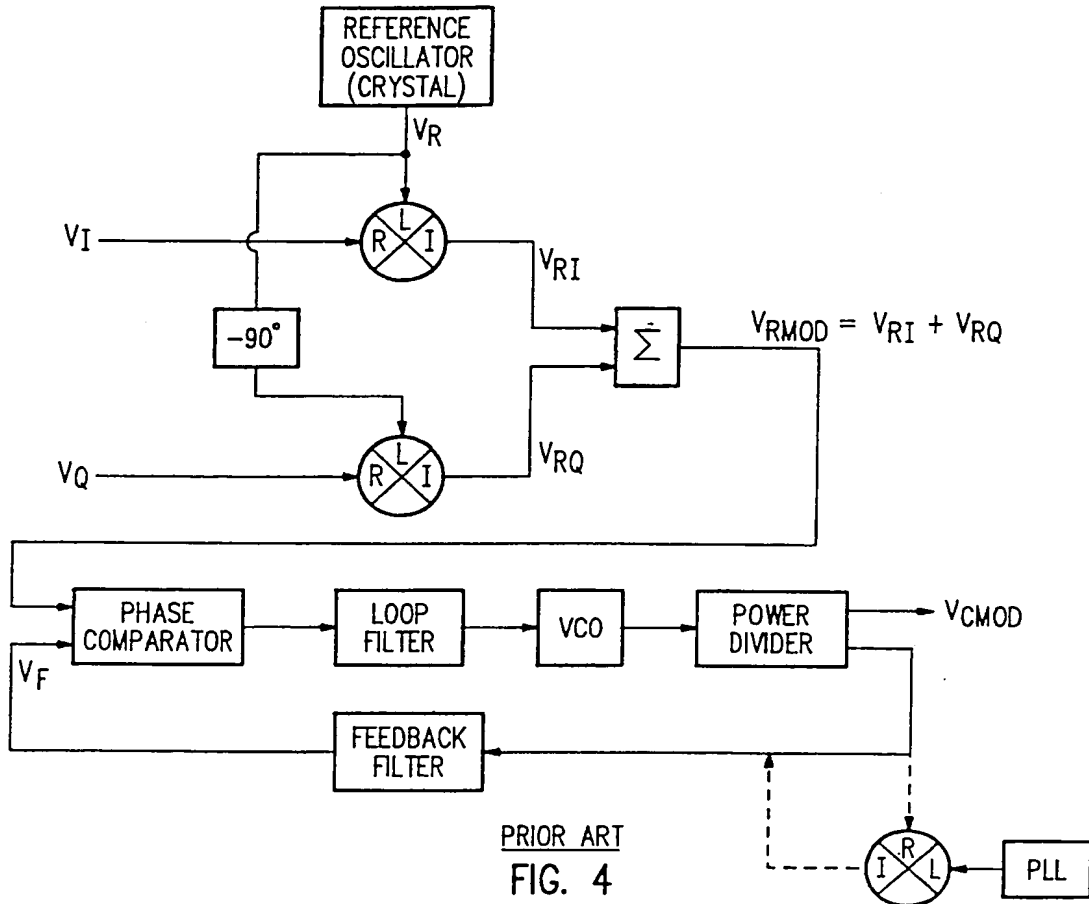 REFERENCE
OSCILLATOR
(CRYSTAL)
V_R
L
V_I
R
I
V_RI
-90°
Σ
V_RMOD = V_RI + V_RQ
L
V_Q
R
I
V_RQ
PHASE
COMPARATOR
LOOP
FILTER
VCO
POWER
DIVIDER
V_CMOD
V_F
FEEDBACK
FILTER
R
I
L
PLL
PRIOR ART
FIG. 4